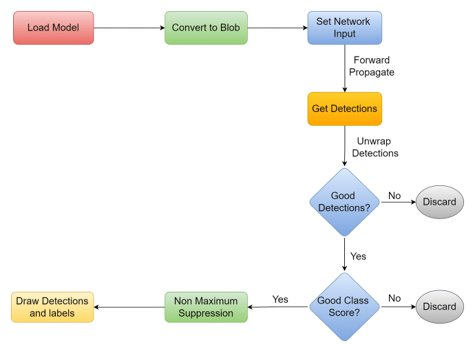 Load Model
Convert to Blob
Set Network
Input
Forward
Propagate
Get Detections
Unwrap
Detections
Good
Detections?
No
Discard
Yes
Good Class
Score?
No
Discard
Yes
Non Maximum
Suppression
Draw Detections
and labels